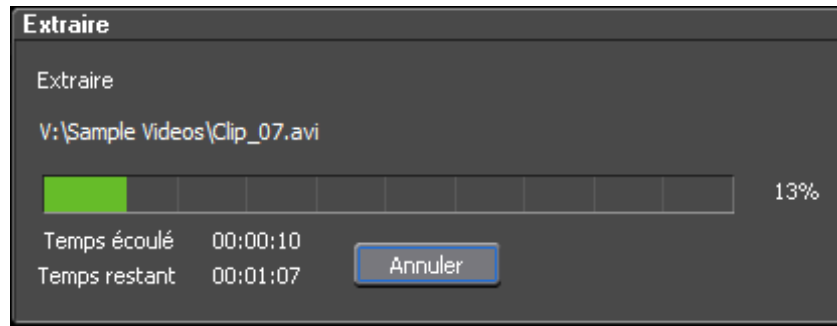 Extraire
Extraire
V:\Sample Videos\Clip_07.avi
13%
Temps écoulé 00:00:10
Temps restant 00:01:07
Annuler